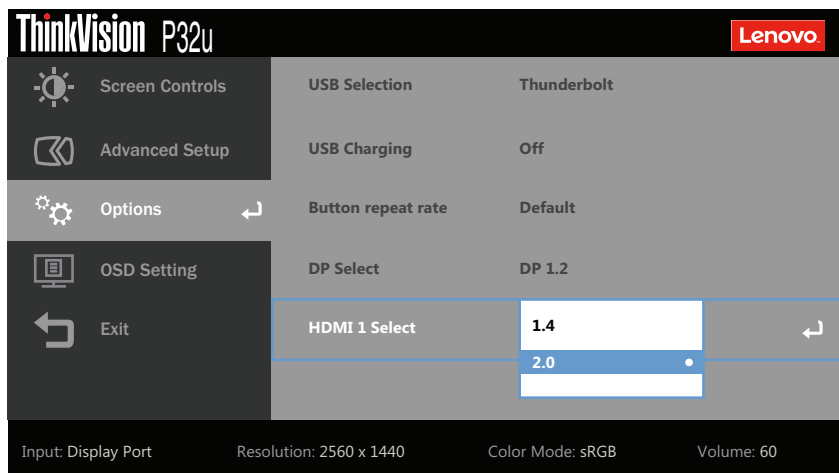 ThinkVision P32u
Lenovo.
Screen Controls
Advanced Setup
Options
OSD Setting
Exit
USB Selection Thunderbolt
USB Charging Off
Button repeat rate Default
DP Select DP 1.2
HDMI 1 Select 1.4
2.0
Input: Display Port Resolution: 2560 x 1440 Color Mode: sRGB Volume: 60